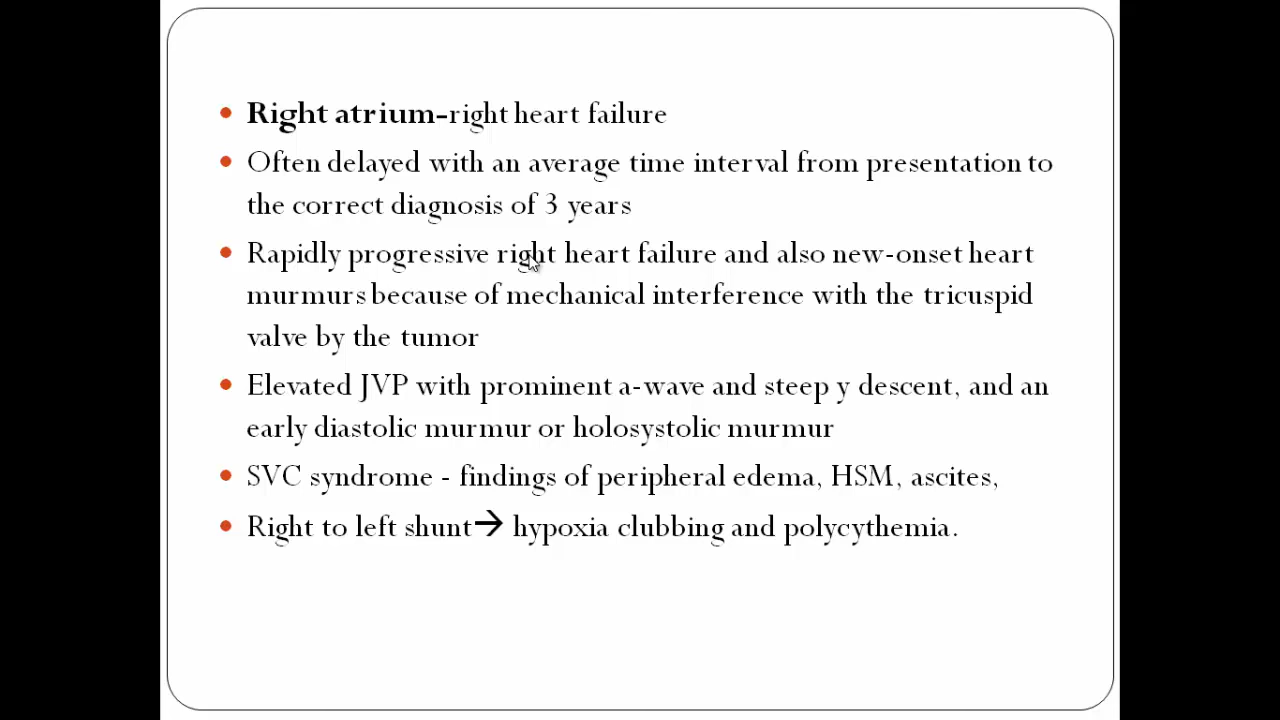 • Right atrium-right heart failure
• Often delayed with an average time interval from presentation to
the correct diagnosis of 3 years
• Rapidly progressive right heart failure and also new-onset heart
murmurs because of mechanical interference with the tricuspid
valve by the tumor
• Elevated JVP with prominent a-wave and steep y descent, and an
early diastolic murmur or holosystolic murmur
• SVC syndrome - findings of peripheral edema, HSM, ascites,
• Right to left shunt→ hypoxia clubbing and polycythemia.